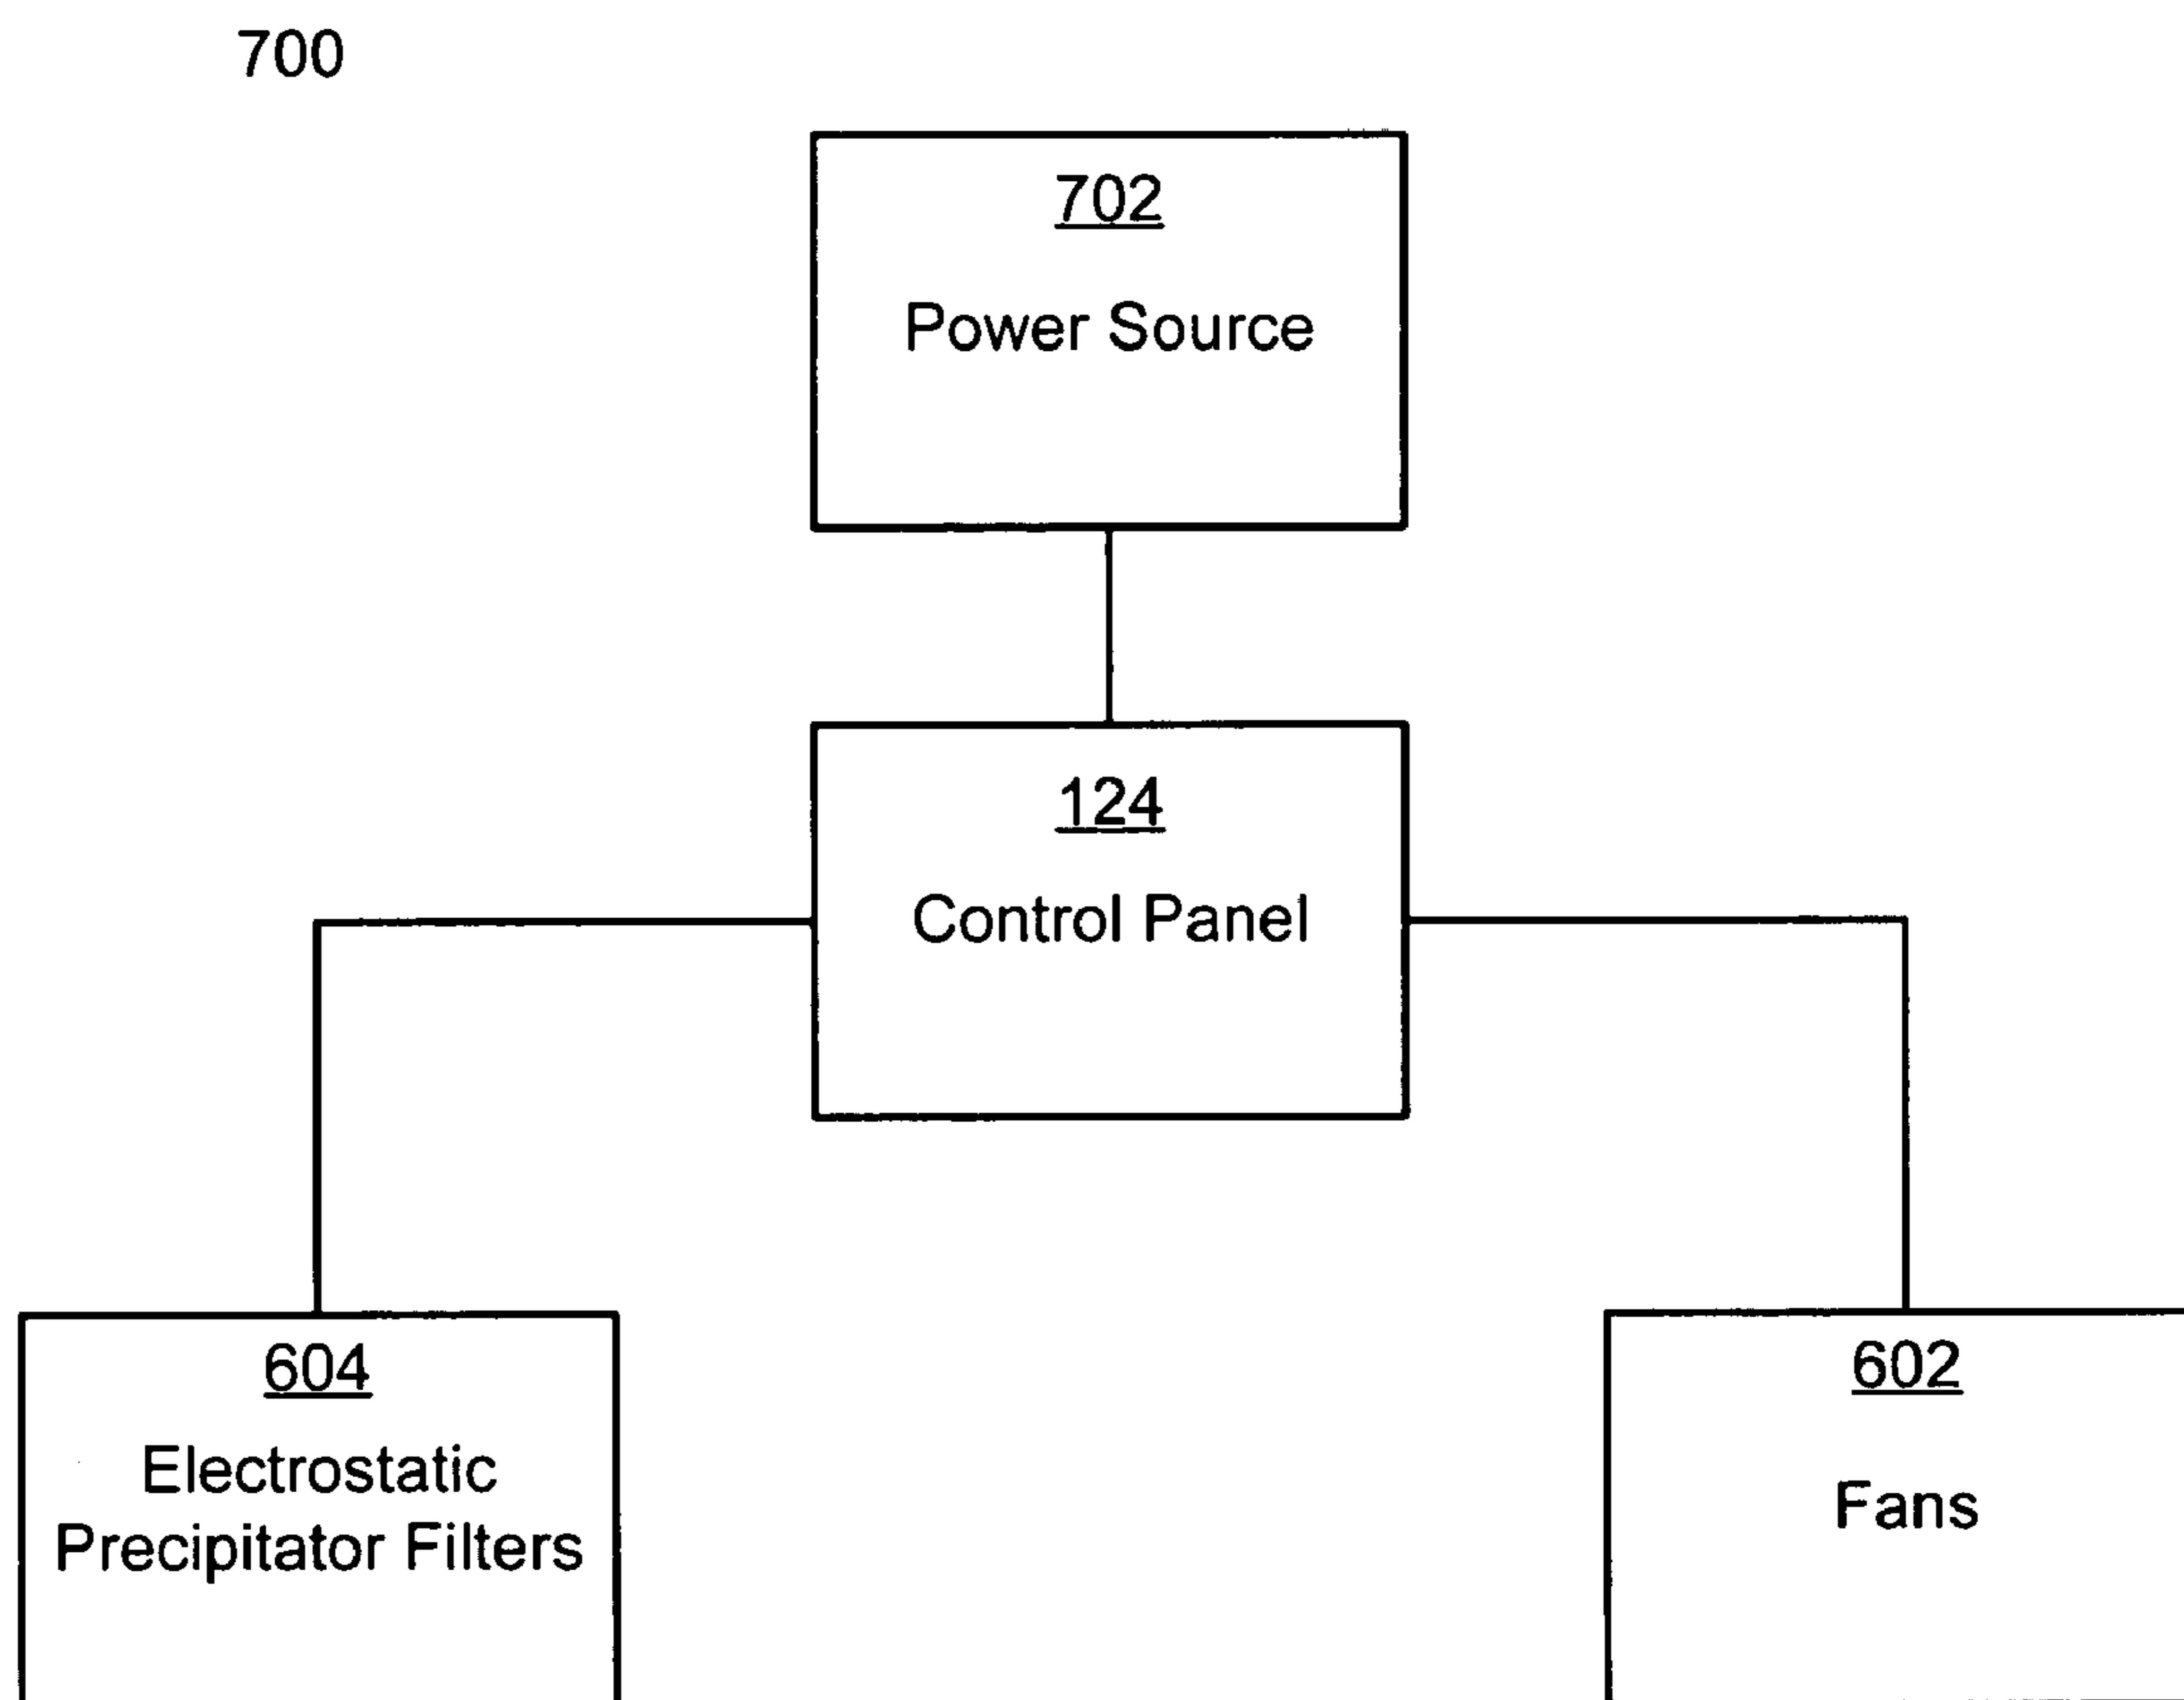 700
702
Power Source
124
Control Panel
604
Electrostatic
Precipitator Filters
602
Fans